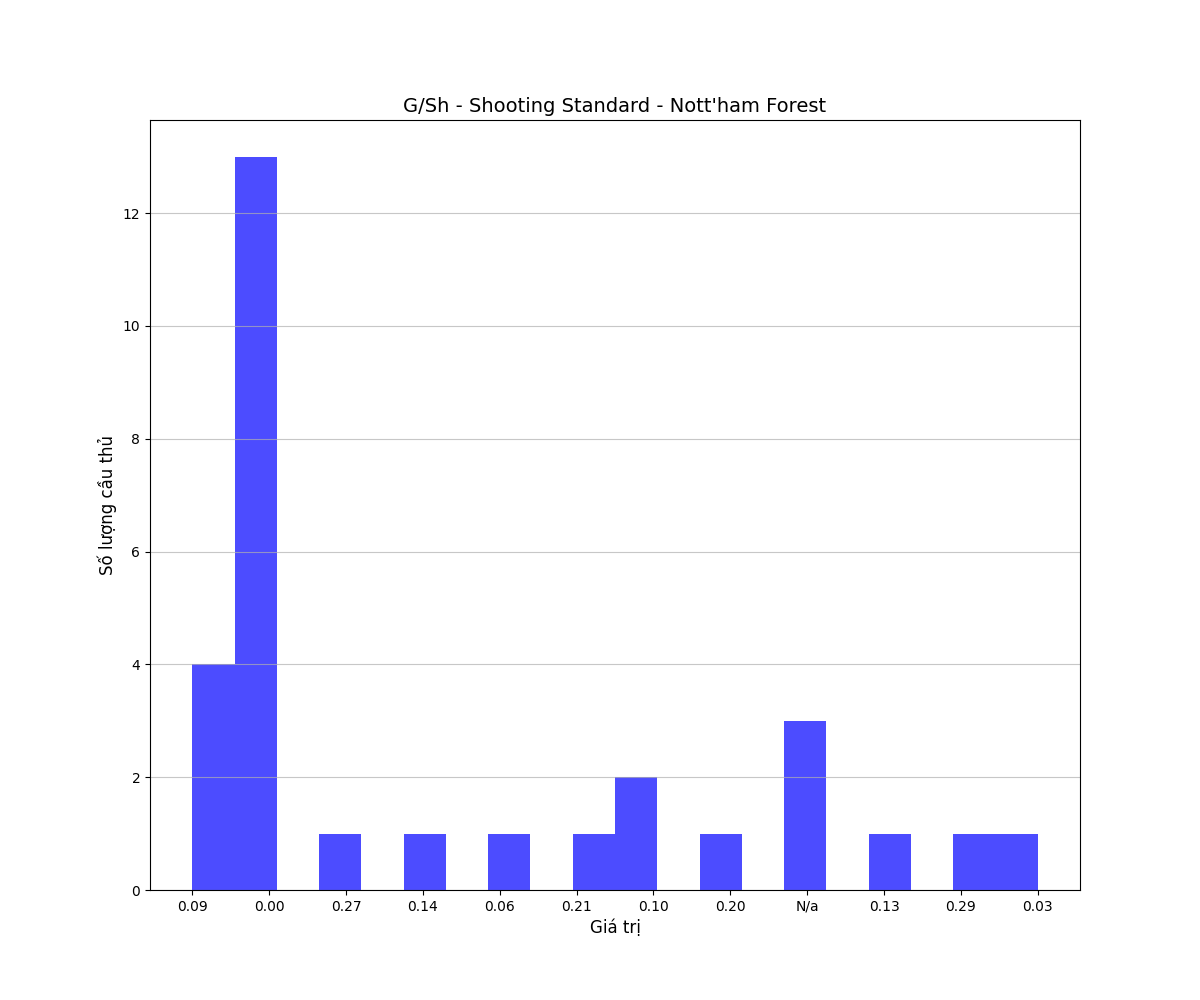 G/Sh - Shooting Standard - Nott'ham Forest
Số lượng cầu thủ
12
10
8
6
4
2
0
0.09 0.00 0.27 0.14 0.06 0.21 0.10 0.20 N/a 0.13 0.29 0.03
Giá trị